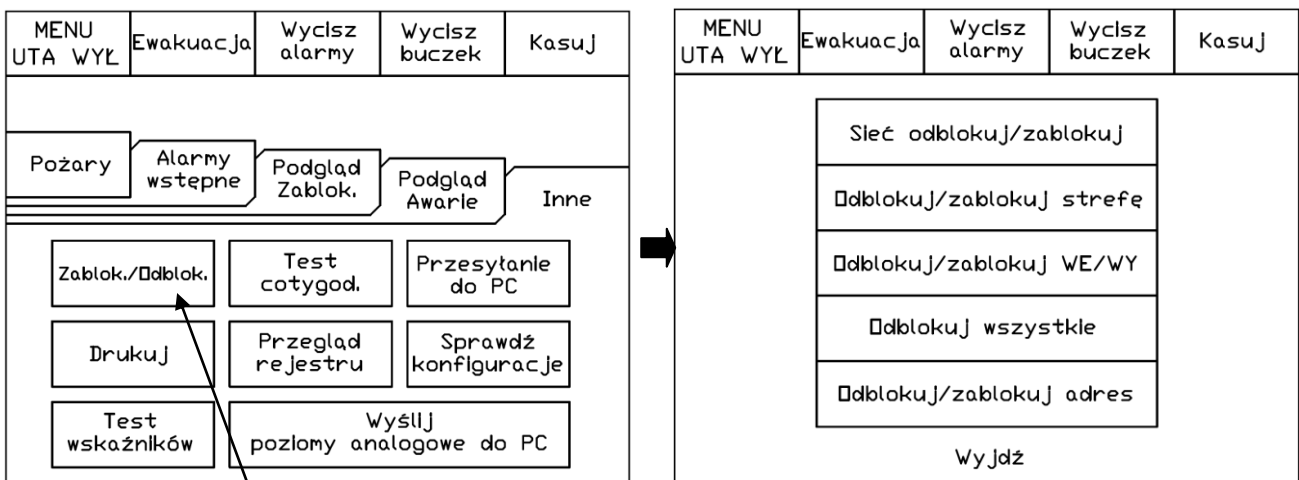 MENU
UTA WYŁ
Ewakuacja
Wycisz
alarmy
Wycisz
buczek
Kasuj
Pożary
Alarmy
wstępne
Podgląd
Zablok.
Podgląd
Awarie
Inne
Zablok./Odblok.
Test
cotygod.
Przesyłanie
do PC
Drukuj
Przegląd
rejestru
Sprawdź
konfiguracje
Test
wskaźników
Wyślij
poziomy analogowe do PC
MENU
UTA WYŁ
Ewakuacja
Wycisz
alarmy
Wycisz
buczek
Kasuj
Sieć odblokuj/zablokuj
Odblokuj/zablokuj strefę
Odblokuj/zablokuj WE/WY
Odblokuj wszystkie
Odblokuj/zablokuj adres
Wyjdź